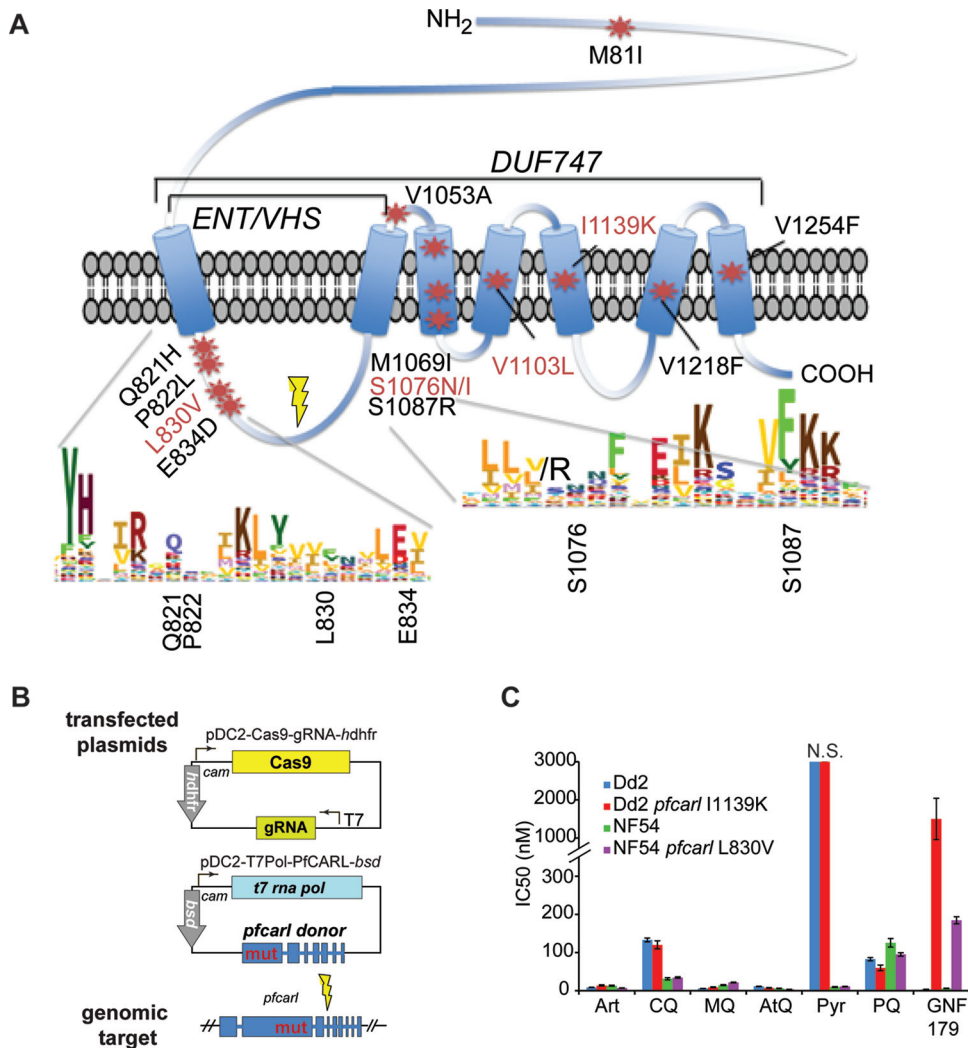 A
NH2
M81I
DUF747
ENT/VHS
V1053A
I1139K
V1254F
Q821H
P822L
L830V
E834D
M1069I
S1076N/I
S1087R
V1103L
V1218F
COOH
/R
Q821
P822
L830
E834
S1076
S1087
B
transfected
plasmids
pDC2-Cas9-gRNA-hdhfr
cam
Cas9
hdhfr
gRNA
T7
pDC2-T7Pol-PfCARL-bsd
cam
t7 rna pol
bsd
pfcarl donor
mut
pfcarl
genomic
target
mut
C
N.S.
IC50 (nM)
3000
2000
1000
200
100
0
Dd2
Dd2 pfcarl I1139K
NF54
NF54 pfcarl L830V
Art
CQ
MQ
AtQ
Pyr
PQ
GNF
179